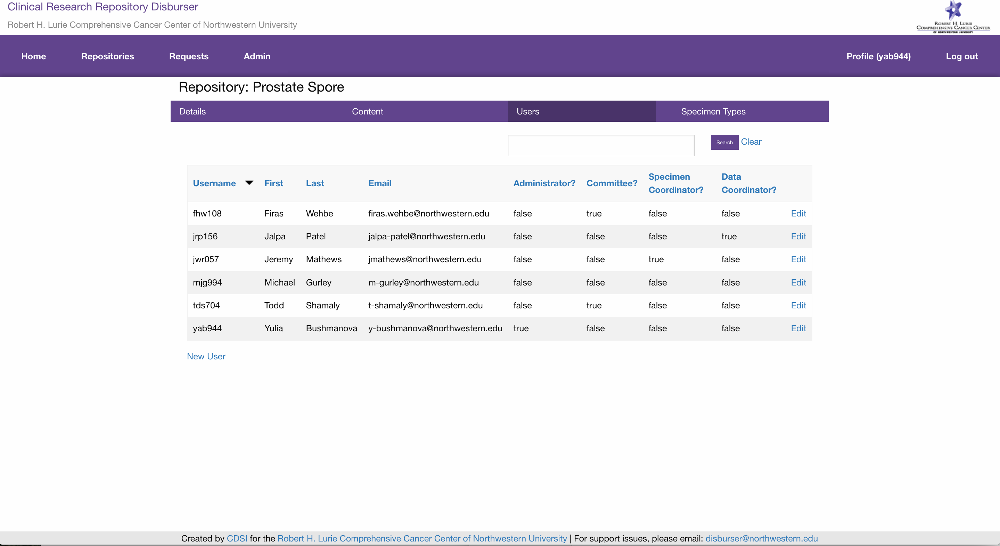 Clinical Research Repository Disburser
Robert H. Lurie Comprehensive Cancer Center of Northwestern University
ROBERT H. LURIE
COMPREHENSIVE CANCER CENTER
OF NORTHWESTERN UNIVERSITY
Home Repositories Requests Admin Profile (yab944) Log out
Repository: Prostate Spore
Details Content Users Specimen Types
Search Clear
Username First Last Email Administrator? Committee? Specimen Coordinator? Data Coordinator?
fhw108 Firas Wehbe firas.wehbe@northwestern.edu false true false false Edit
jrp156 Jalpa Patel jalpa-patel@northwestern.edu false false false true Edit
jwr057 Jeremy Mathews jmathews@northwestern.edu false false true false Edit
mjg994 Michael Gurley m-gurley@northwestern.edu false false false false Edit
tds704 Todd Shamaly t-shamaly@northwestern.edu false true false false Edit
yab944 Yulia Bushmanova y-bushmanova@northwestern.edu true false false false Edit
New User
Created by CDSI for the Robert H. Lurie Comprehensive Cancer Center of Northwestern University | For support issues, please email: disburser@northwestern.edu